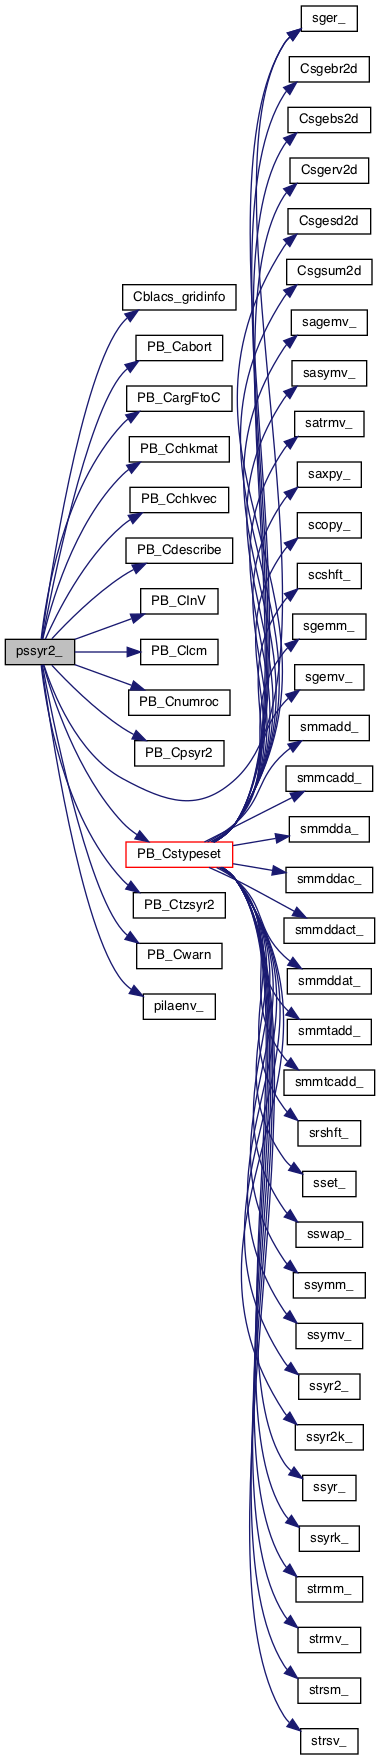 sger_
Csgebr2d
Csgebs2d
Csgerv2d
Csgesd2d
Csgsum2d
Cblacs_gridinfo
sagemv_
PB_Cabort
sasymv_
PB_CargFtoC
satrmv_
PB_Cchkmat
saxpy_
PB_Cchkvec
scopy_
PB_Cdescribe
scshft_
PB_CInV
sgemm_
pssyr2_
PB_Clcm
sgemv_
PB_Cnumroc
smmadd_
PB_Cpsyr2
smmcadd_
smmdda_
PB_Cstypeset
smmddac_
PB_Ctzsyr2
smmddact_
PB_Cwarn
smmddat_
pilaenv_
smmtadd_
smmtcadd_
srshft_
sset_
sswap_
ssymm_
ssymv_
ssyr2_
ssyr2k_
ssyr_
ssyrk_
strmm_
strmv_
strsm_
strsv_